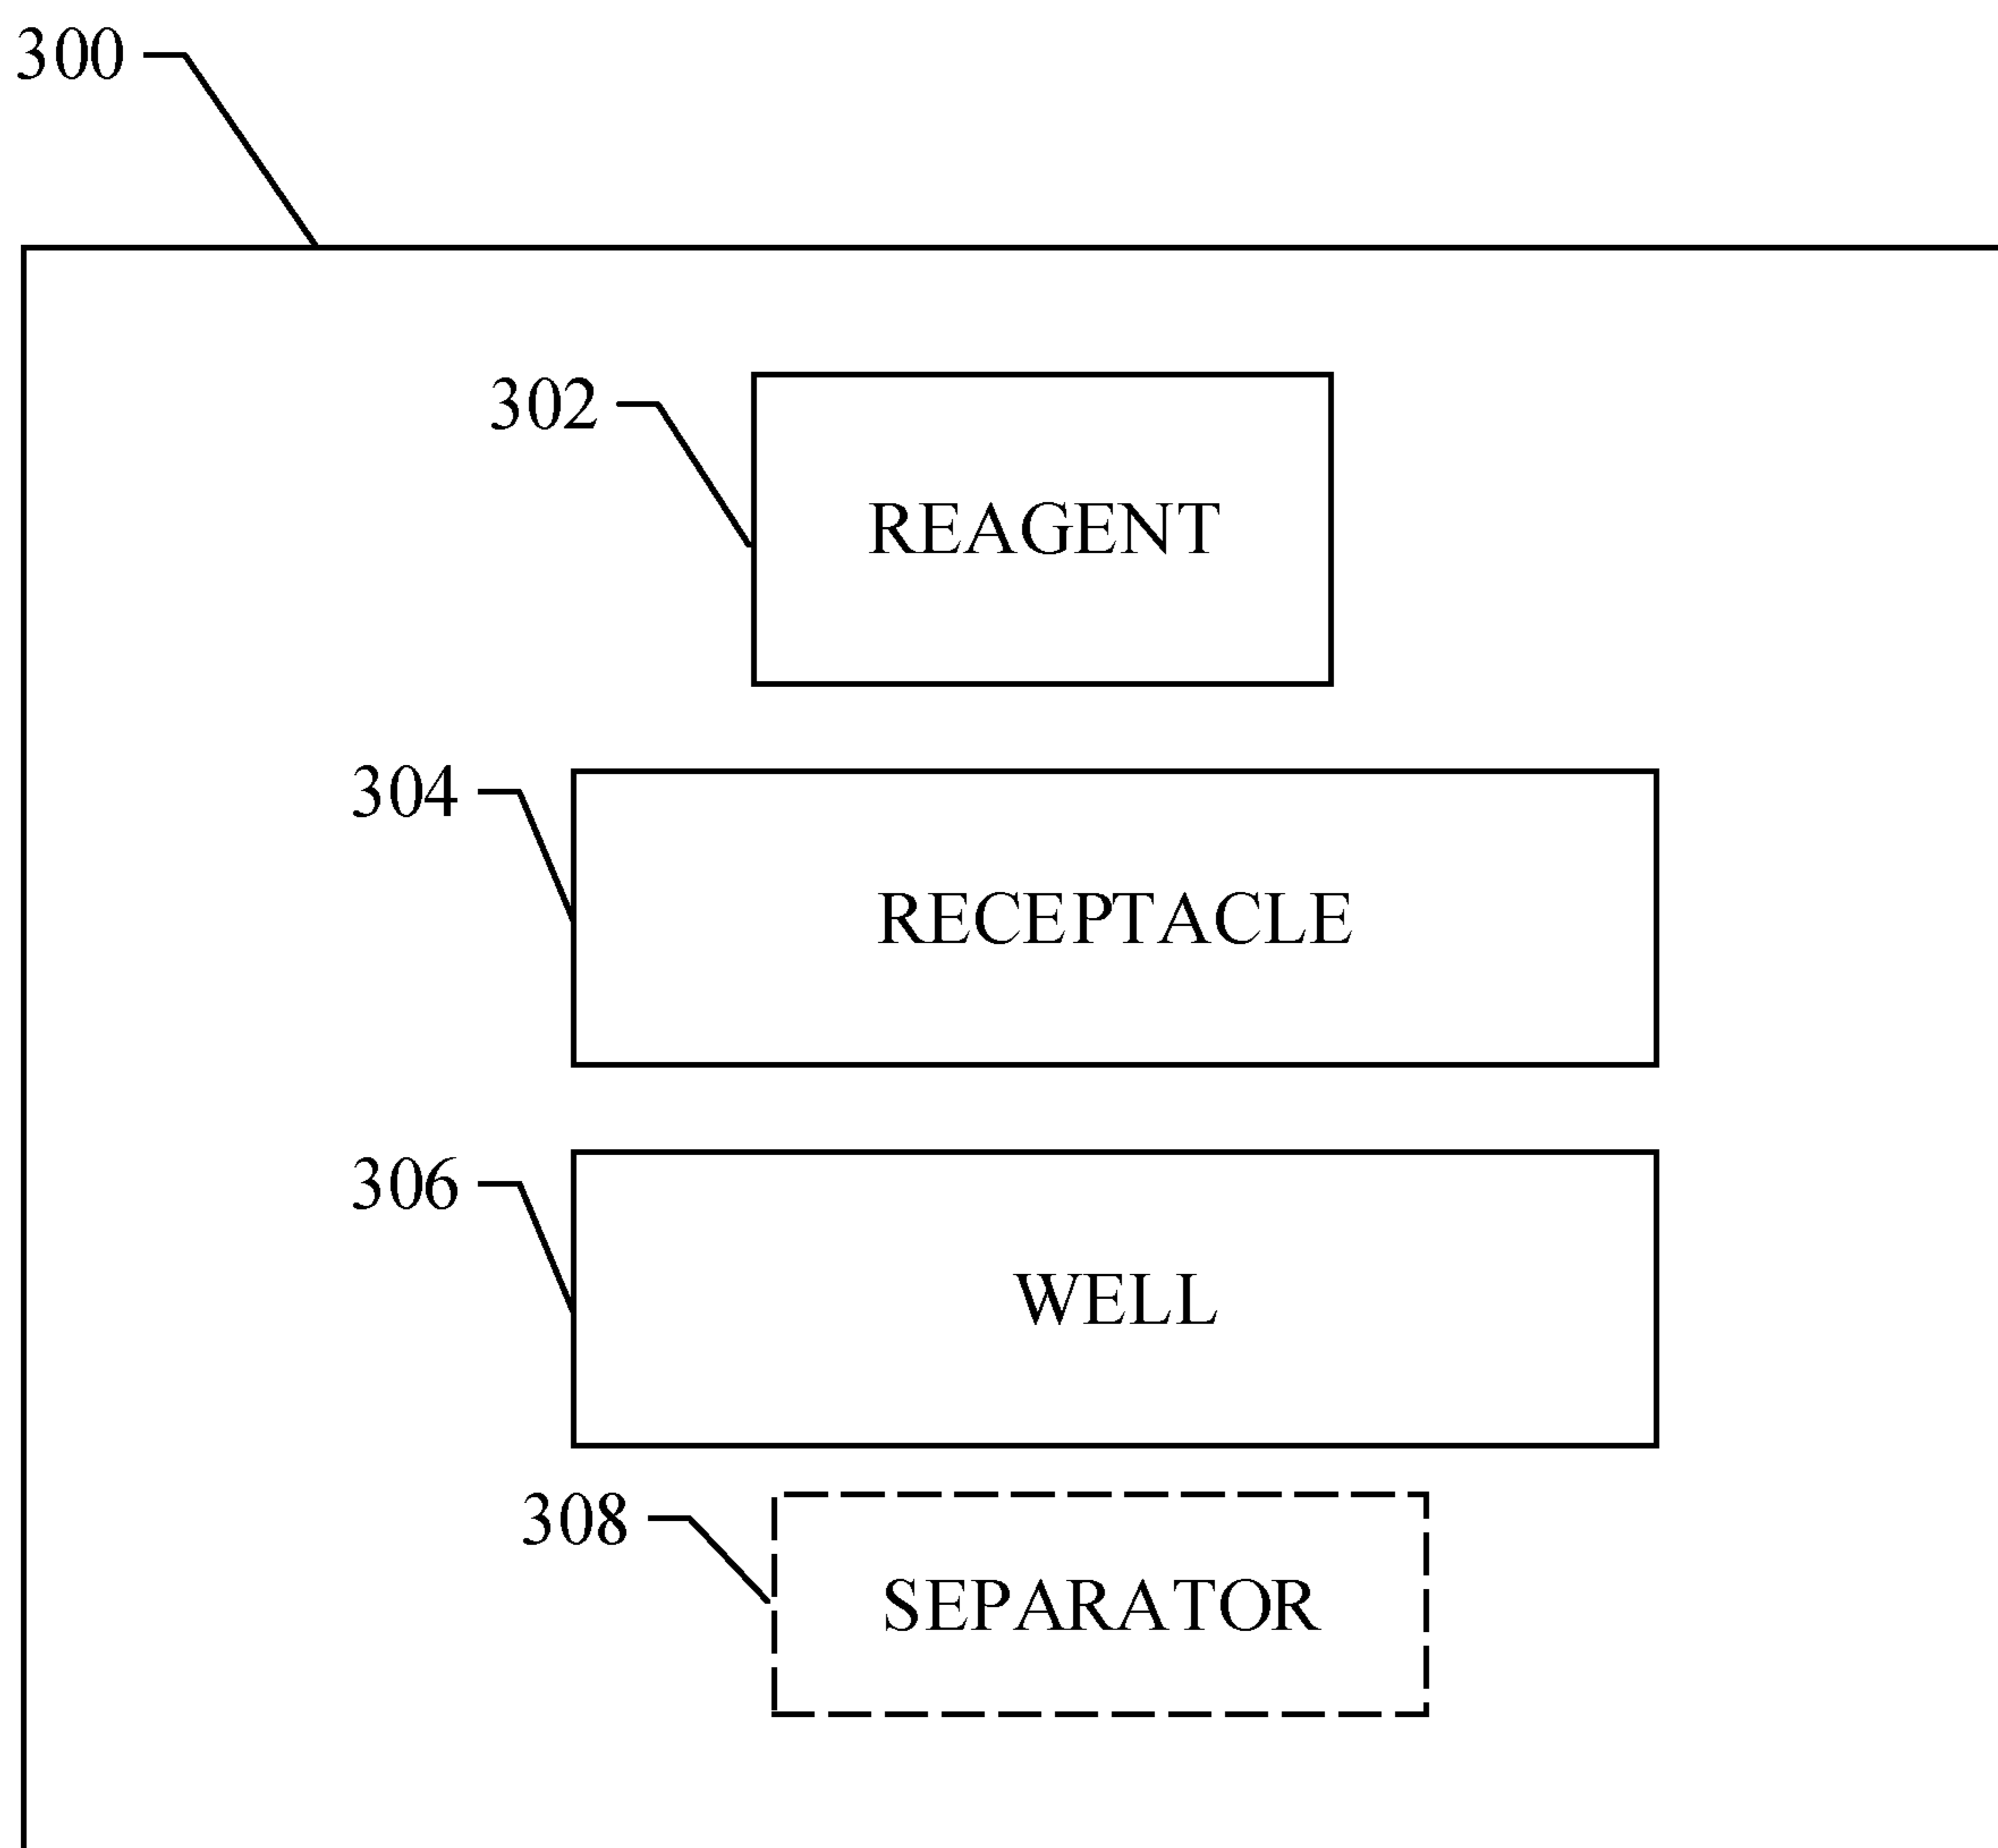 300
302
REAGENT
304
RECEPTACLE
306
WELL
308
SEPARATOR